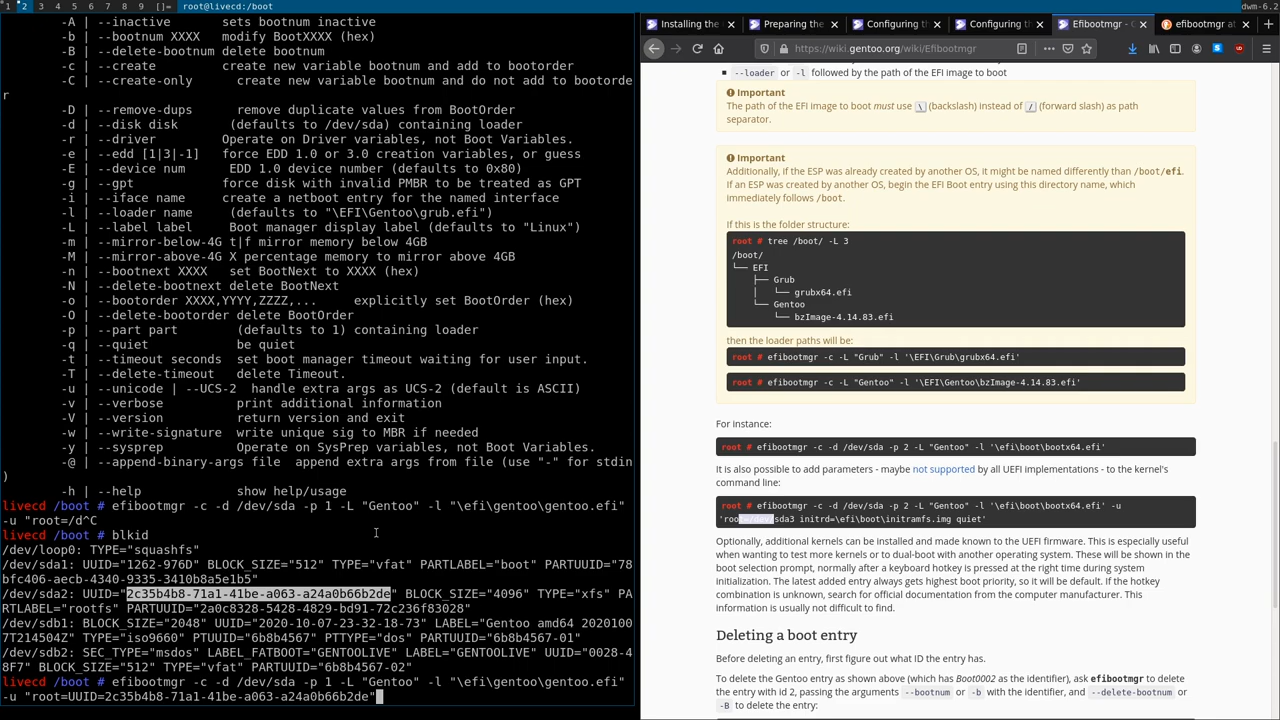 1 2 3 4 5 6 7 8 9 []= root@livecd:/boot
dwm-6.2
-A | --inactive sets bootnum inactive
-b | --bootnum XXXX modify BootXXXX (hex)
-B | --delete-bootnum delete bootnum
-c | --create create new variable bootnum and add to bootorder
-C | --create-only create new variable bootnum and do not add to bootorde
r
-D | --remove-dups remove duplicate values from BootOrder
-d | --disk disk (defaults to /dev/sda) containing loader
-r | --driver Operate on Driver variables, not Boot Variables.
-e | --edd [1|3|-1] force EDD 1.0 or 3.0 creation variables, or guess
-E | --device num EDD 1.0 device number (defaults to 0x80)
-g | --gpt force disk with invalid PMBR to be treated as GPT
-i | --iface name create a netboot entry for the named interface
-l | --loader name (defaults to "\EFI\Gentoo\grub.efi")
-L | --label label Boot manager display label (defaults to "Linux")
-m | --mirror-below-4G t|f mirror memory below 4GB
-M | --mirror-above-4G X percentage memory to mirror above 4GB
-n | --bootnext XXXX set BootNext to XXXX (hex)
-N | --delete-bootnext delete BootNext
-o | --bootorder XXXX,YYYY,ZZZZ,... explicitly set BootOrder (hex)
-O | --delete-bootorder delete BootOrder
-p | --part part (defaults to 1) containing loader
-q | --quiet be quiet
-t | --timeout seconds set boot manager timeout waiting for user input.
-T | --delete-timeout delete Timeout.
-u | --unicode | --UCS-2 handle extra args as UCS-2 (default is ASCII)
-v | --verbose print additional information
-V | --version return version and exit
-w | --write-signature write unique sig to MBR if needed
-y | --sysprep Operate on SysPrep variables, not Boot Variables.
-@ | --append-binary-args file append extra args from file (use "-" for stdin
)
-h | --help show help/usage
livecd /boot # efibootmgr -c -d /dev/sda -p 1 -L "Gentoo" -l "\efi\gentoo\gentoo.efi"
-u "root=/d^C
livecd /boot # blkid
/dev/loop0: TYPE="squashfs"
/dev/sda1: UUID="1262-976D" BLOCK_SIZE="512" TYPE="vfat" PARTLABEL="boot" PARTUUID="78
bfc406-aecb-4340-9335-3410b8a5e1b5"
/dev/sda2: UUID="2c35b4b8-71a1-41be-a063-a24a0b66b2de" BLOCK_SIZE="4096" TYPE="xfs" PA
RTLABEL="rootfs" PARTUUID="2a0c8328-5428-4829-bd91-72c236f83028"
/dev/sdb1: BLOCK_SIZE="2048" UUID="2020-10-07-23-32-18-73" LABEL="Gentoo amd64 2020100
7T214504Z" TYPE="iso9660" PTUUID="6b8b4567" PTTYPE="dos" PARTUUID="6b8b4567-01"
/dev/sdb2: SEC_TYPE="msdos" LABEL_FATBOOT="GENTOOLIVE" LABEL="GENTOOLIVE" UUID="0028-4
8F7" BLOCK_SIZE="512" TYPE="vfat" PARTUUID="6b8b4567-02"
livecd /boot # efibootmgr -c -d /dev/sda -p 1 -L "Gentoo" -l "\efi\gentoo\gentoo.efi"
-u "root=UUID=2c35b4b8-71a1-41be-a063-a24a0b66b2de"
Installing the Preparing the Configuring Configuring Efibootmgr - efibootmgr
https://wiki.gentoo.org/wiki/Efibootmgr
--loader or -l followed by the path of the EFI image to boot
Important
The path of the EFI image to boot must use \ (backslash) instead of / (forward slash) as path
separator.
Important
Additionally, if the ESP was already created by another OS, it might be named differently than /boot/efi.
If an ESP was created by another OS, begin the EFI Boot entry using this directory name, which
immediately follows /boot.
If this is the folder structure:
root # tree /boot/ -L 3
/boot/
└── EFI
├── Grub
│ └── grubx64.efi
└── Gentoo
└── bzImage-4.14.83.efi
then the loader paths will be:
root # efibootmgr -c -L "Grub" -l '\EFI\Grub\grubx64.efi'
root # efibootmgr -c -L "Gentoo" -l '\EFI\Gentoo\bzImage-4.14.83.efi'
For instance:
root # efibootmgr -c -d /dev/sda -p 2 -L "Gentoo" -l '\efi\boot\bootx64.efi'
It is also possible to add parameters - maybe not supported by all UEFI implementations - to the kernel's
command line:
root # efibootmgr -c -d /dev/sda -p 2 -L "Gentoo" -l '\efi\boot\bootx64.efi' -u
'root=/dev/sda3 initrd=\efi\boot\initramfs.img quiet'
Optionally, additional kernels can be installed and made known to the UEFI firmware. This is especially useful
when wanting to test more kernels or to dual-boot with another operating system. These will be shown in the
boot selection prompt, normally after a keyboard hotkey is pressed at the right time during system
initialization. The latest added entry always gets highest boot priority, so it will be default. If the hotkey
combination is unknown, search for official documentation from the computer manufacturer. This
information is usually not difficult to find.
Deleting a boot entry
Before deleting an entry, first figure out what ID the entry has.
To delete the Gentoo entry as shown above (which has Boot0002 as the identifier), ask efibootmgr to delete
the entry with id 2, passing the arguments --bootnum or -b with the identifier, and --delete-bootnum or
-B to delete the entry: